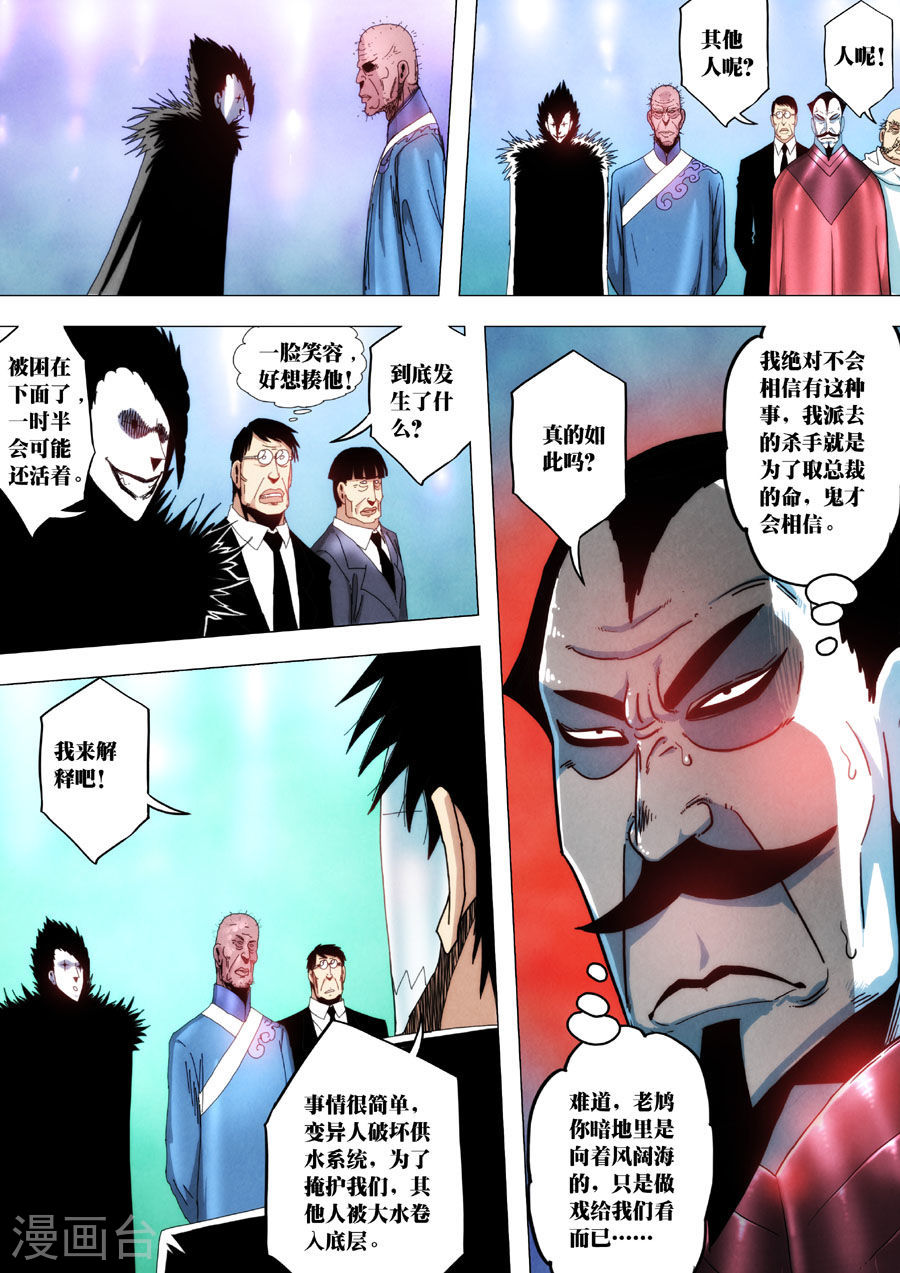 其他
人呢？
人呢！
被困在
下面了，
一时半
会可能
还活着。
一脸笑容，
好想揍他！
到底发
生了什
么？
真的如
此吗？
我绝对不会
相信有这种
事，我派去
的杀手就是
为了取总裁
的命，鬼才
会相信。
我来解
释吧！
事情很简单，
变异人破坏供
水系统，为了
掩护我们，其
他人被大水卷
入底层。
难道，老鸠
你暗地里是
向着风阔海
的，只是做
戏给我们看
而已……
漫画台